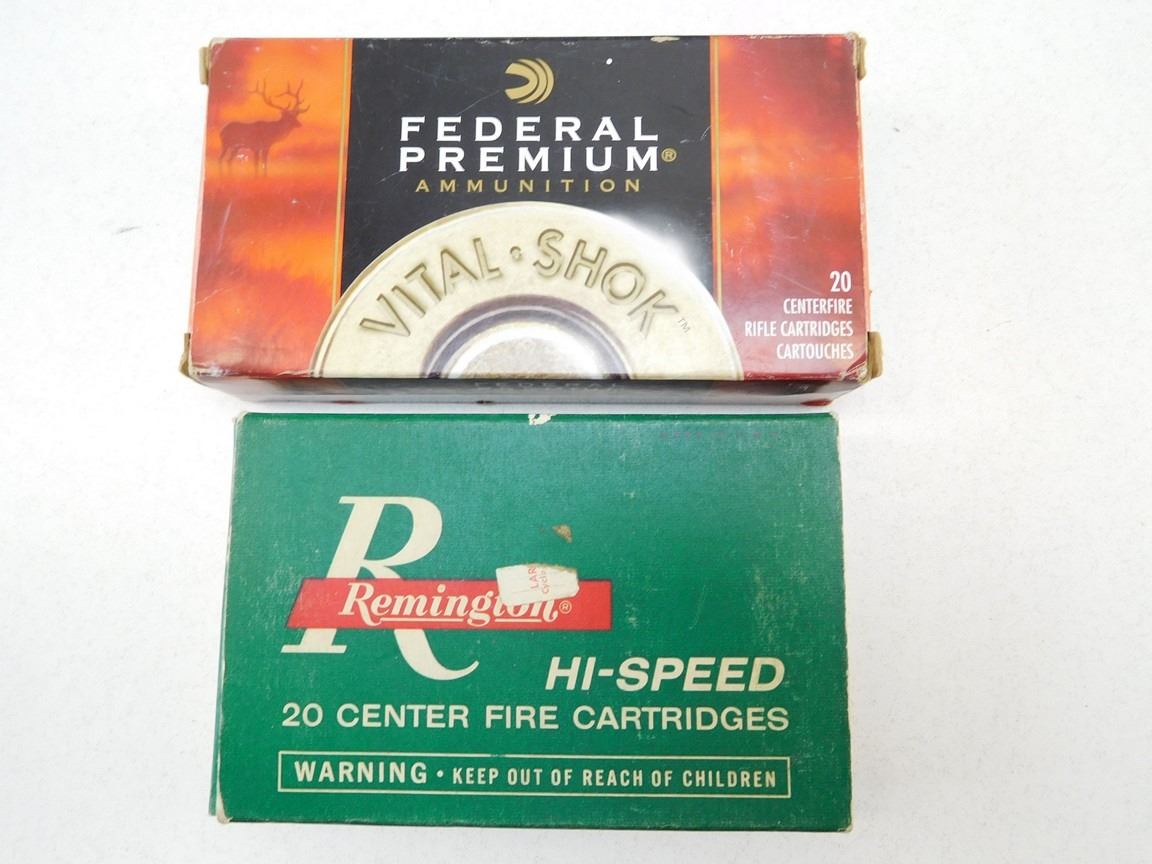 FEDERAL
PREMIUM®
AMMUNITION
VITAL • SHOK™
20
CENTERFIRE
RIFLE CARTRIDGES
CARTOUCHES
R
Remington®
HI-SPEED
20 CENTER FIRE CARTRIDGES
WARNING • KEEP OUT OF REACH OF CHILDREN